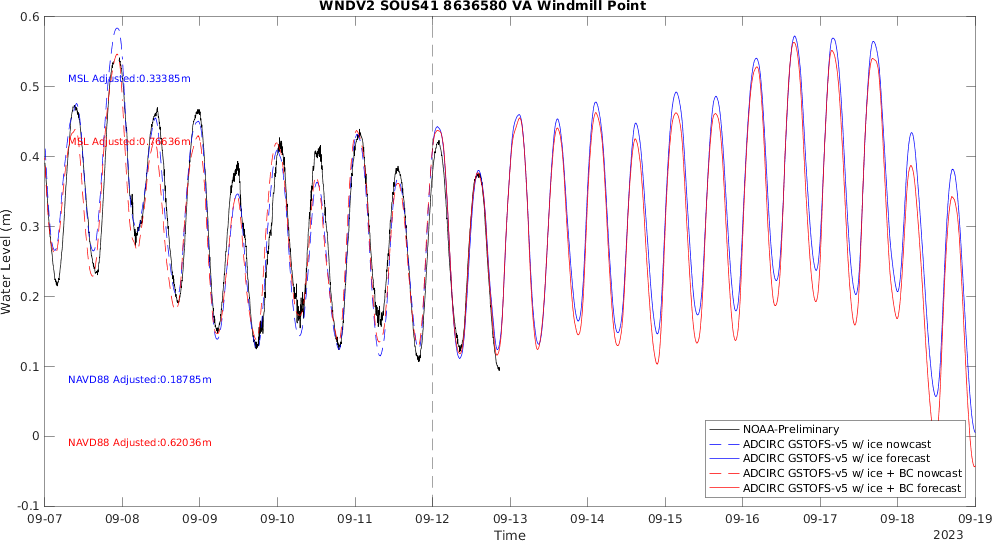 WNDV2 SOUS41 8636580 VA Windmill Point
0.6
0.5
0.4
0.3
0.2
0.1
0
-0.1
Water Level (m)
MSL Adjusted:0.33385m
MSL Adjusted:0.76636m
NAVD88 Adjusted:0.18785m
NAVD88 Adjusted:0.62036m
NOAA-Preliminary
ADCIRC GSTOFS-v5 w/ ice nowcast
ADCIRC GSTOFS-v5 w/ ice forecast
ADCIRC GSTOFS-v5 w/ ice + BC nowcast
ADCIRC GSTOFS-v5 w/ ice + BC forecast
09-07 09-08 09-09 09-10 09-11 09-12 09-13 09-14 09-15 09-16 09-17 09-18 09-19
Time
2023